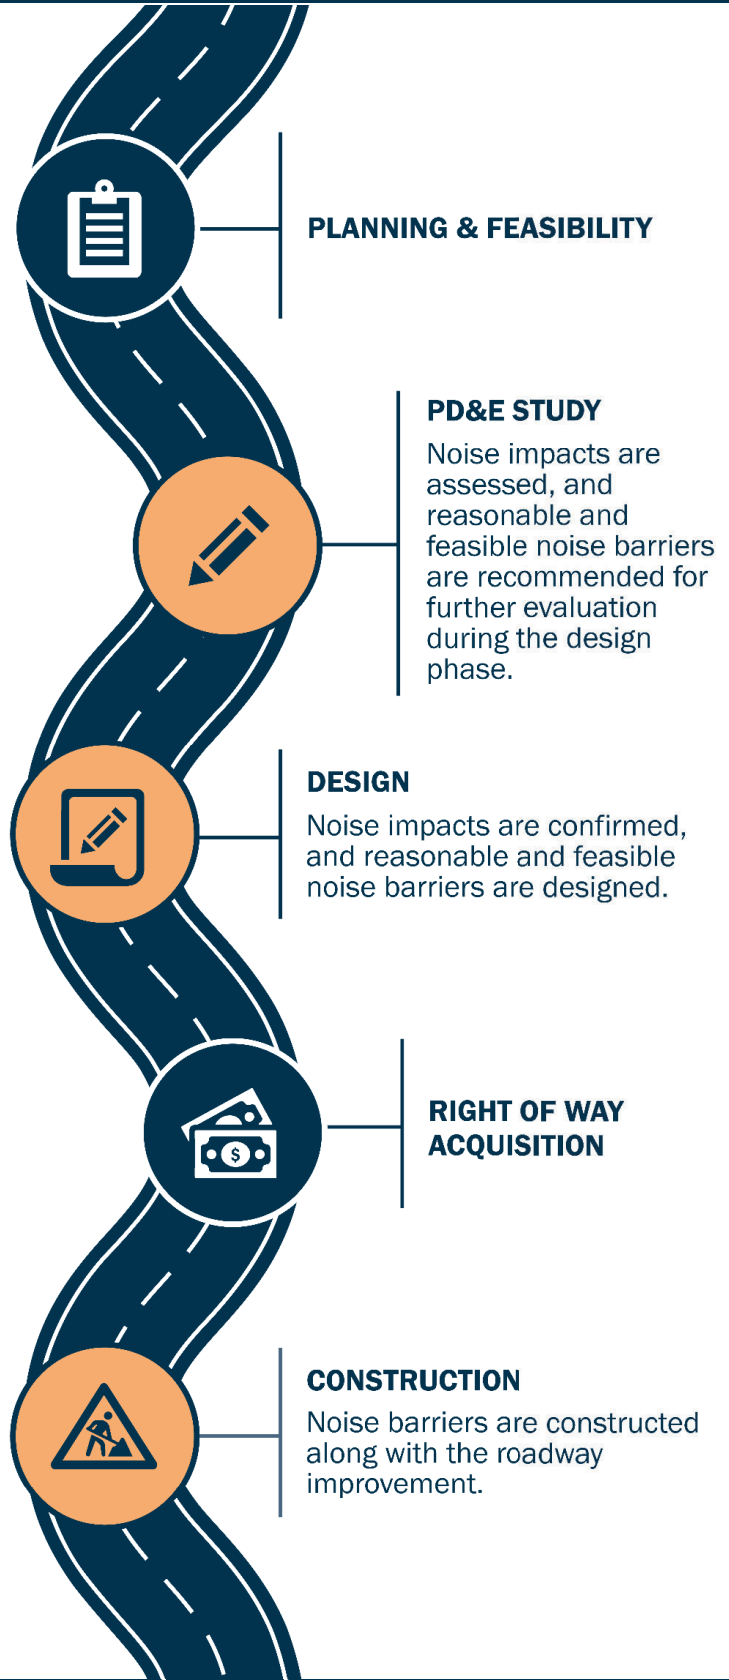 PLANNING & FEASIBILITY
PD&E STUDY
Noise impacts are
assessed, and
reasonable and
feasible noise barriers
are recommended for
further evaluation
during the design
phase.
DESIGN
Noise impacts are confirmed,
and reasonable and feasible
noise barriers are designed.
$
RIGHT OF WAY
ACQUISITION
CONSTRUCTION
Noise barriers are constructed
along with the roadway
improvement.